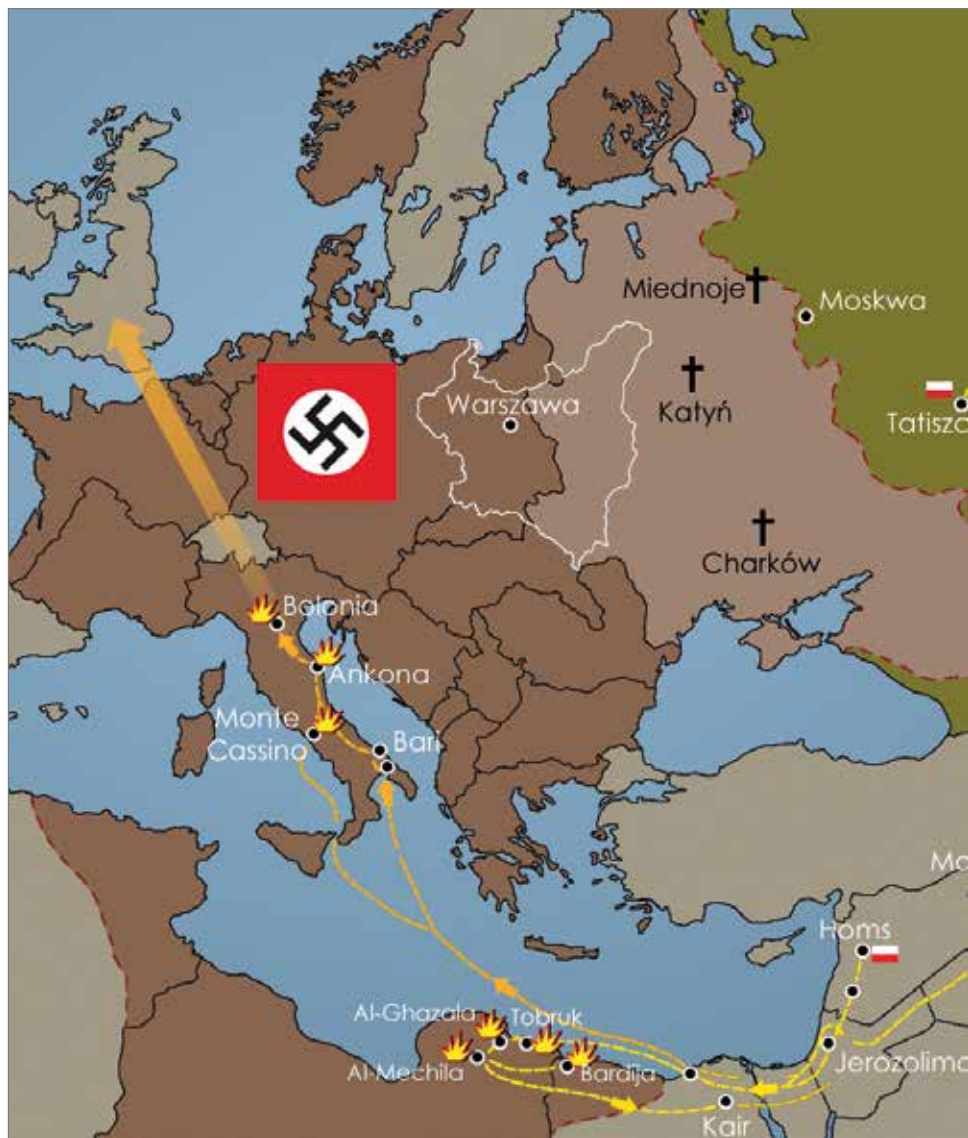 Miednoje
Moskwa
Warszawa
Katyń
Tatiszc
Charków
Bolonia
Ankona
Monte
Cassino
Bari
Ma
Homs
Al-Ghazala
Tobruk
Al-Mechila
Bardija
Jerozolima
Kair